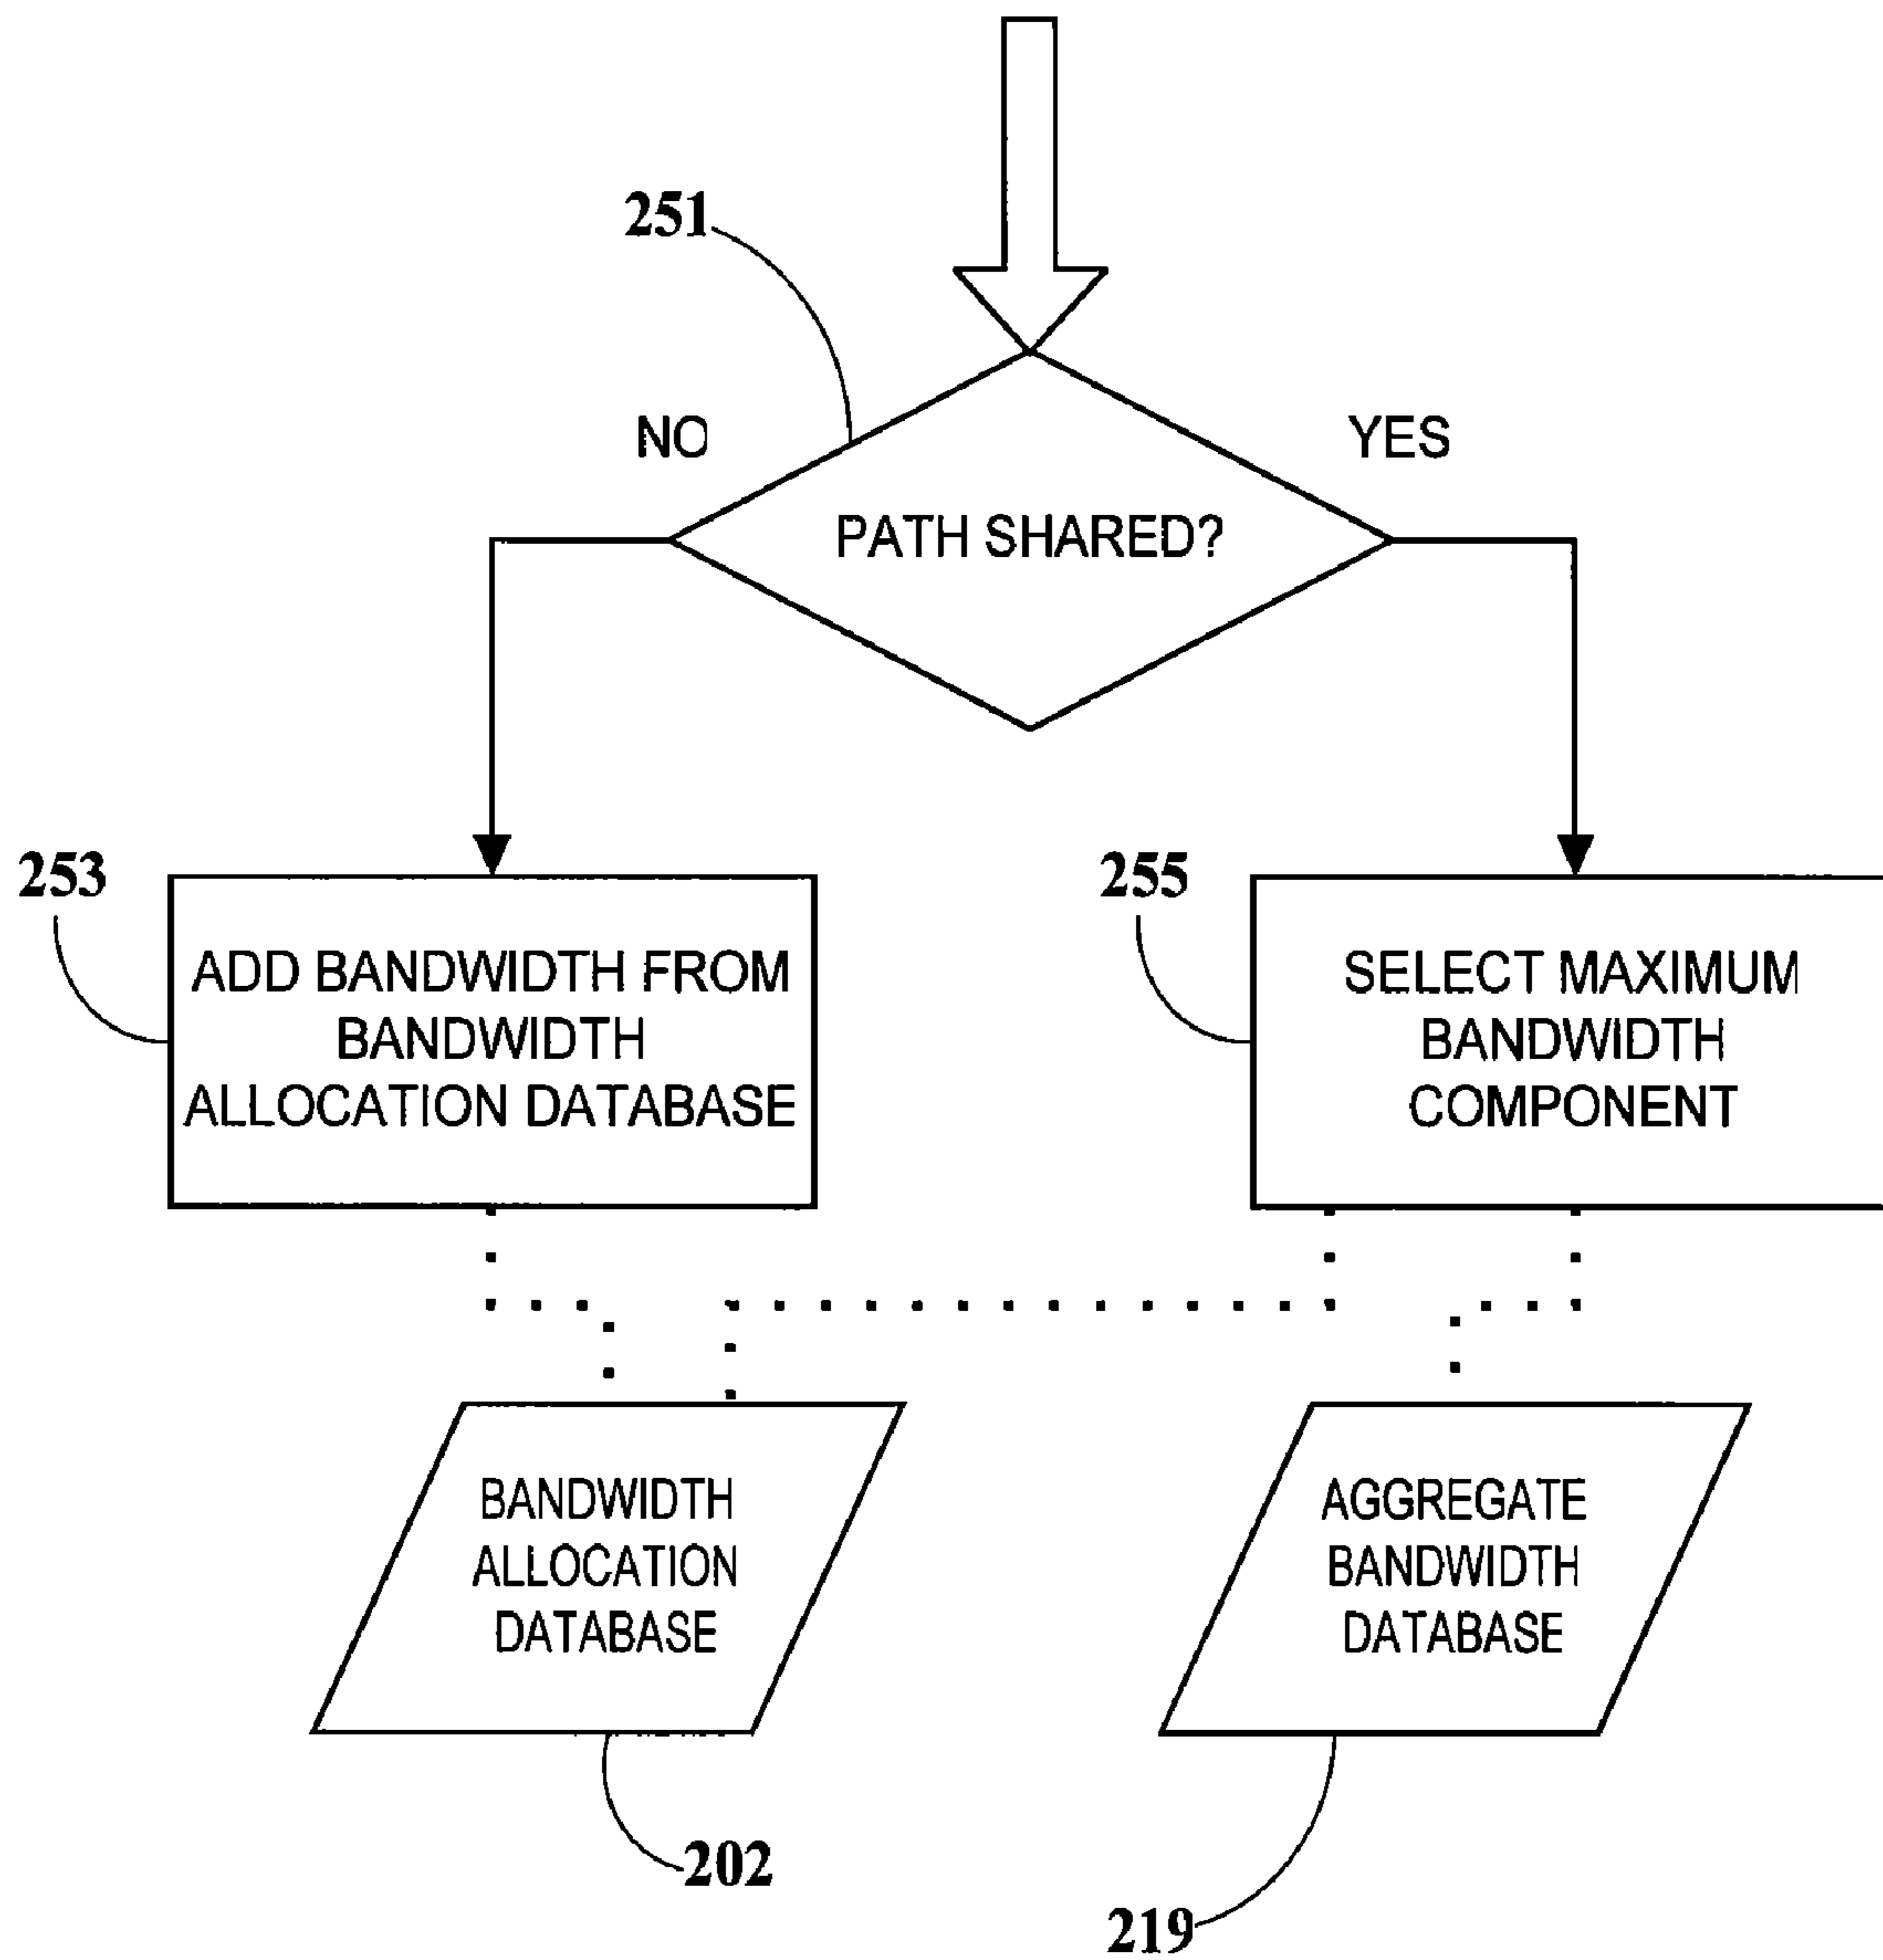 251
NO
YES
PATH SHARED?
253
255
ADD BANDWIDTH FROM
BANDWIDTH
ALLOCATION DATABASE
SELECT MAXIMUM
BANDWIDTH
COMPONENT
BANDWIDTH
ALLOCATION
DATABASE
AGGREGATE
BANDWIDTH
DATABASE
202
219